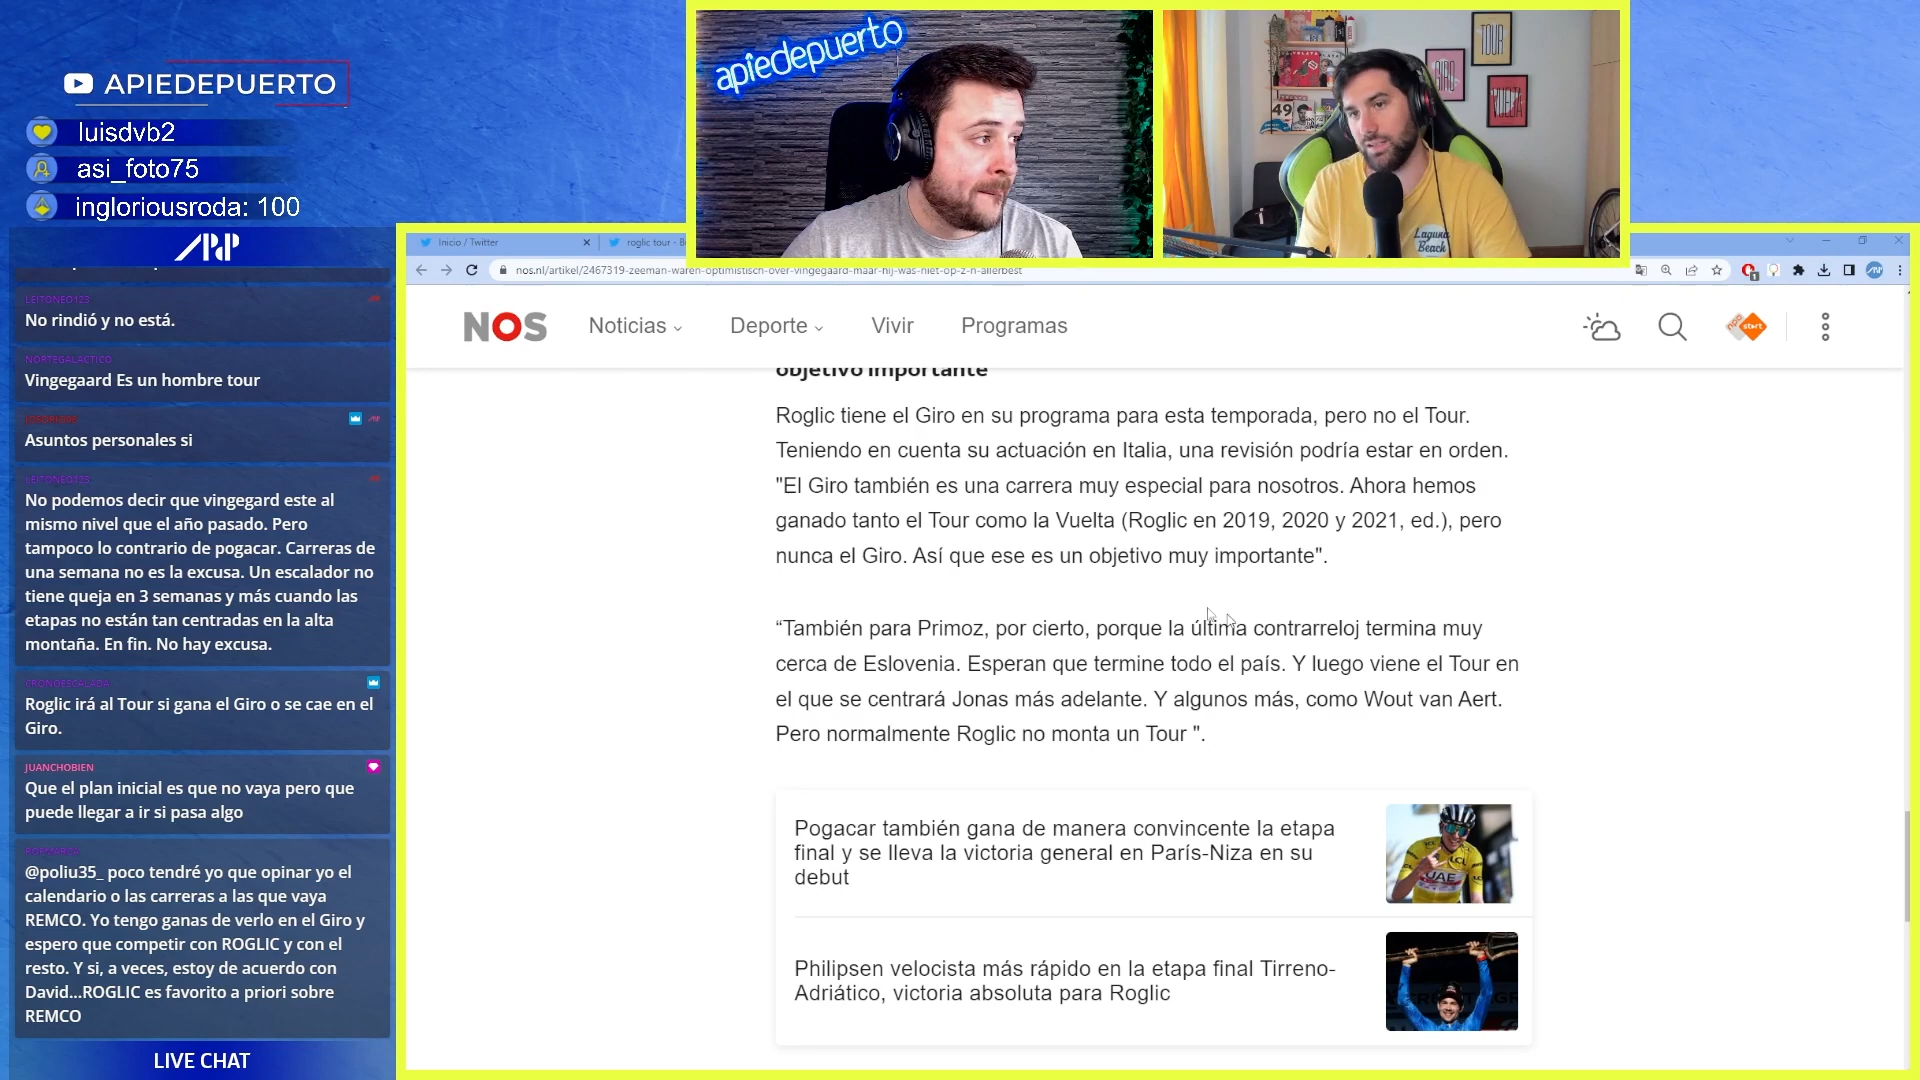 APIEDEPUERTO
luisdvb2
asi_foto75
ingloriousroda: 100
apiedepuerto
TOUR
GIRO
VUELTA
49
Laguna
Beach
LEITONEO123
No rindió y no está.
NORTEGALACTICO
Vingegaard Es un hombre tour
Asuntos personales si
LEITONEO123
No podemos decir que vingegard este al
mismo nivel que el año pasado. Pero
tampoco lo contrario de pogacar. Carreras de
una semana no es la excusa. Un escalador no
tiene queja en 3 semanas y más cuando las
etapas no están tan centradas en la alta
montaña. En fin. No hay excusa.
CRONOESCALADA
Roglic irá al Tour si gana el Giro o se cae en el
Giro.
JUANCHOBIEN
Que el plan inicial es que no vaya pero que
puede llegar a ir si pasa algo
@poliu35_ poco tendré yo que opinar yo el
calendario o las carreras a las que vaya
REMCO. Yo tengo ganas de verlo en el Giro y
espero que competir con ROGLIC y con el
resto. Y si, a veces, estoy de acuerdo con
David...ROGLIC es favorito a priori sobre
REMCO
LIVE CHAT
Inicio / Twitter
roglic tour - B
nos.nl/artikel/2467319-zeeman-waren-optimistisch-over-vingegaard-maar-hij-was-niet-op-z-n-allerbest
NOS
Noticias
Deporte
Vivir
Programas
npo start
objetivo importante
Roglic tiene el Giro en su programa para esta temporada, pero no el Tour.
Teniendo en cuenta su actuación en Italia, una revisión podría estar en orden.
"El Giro también es una carrera muy especial para nosotros. Ahora hemos
ganado tanto el Tour como la Vuelta (Roglic en 2019, 2020 y 2021, ed.), pero
nunca el Giro. Así que ese es un objetivo muy importante".
“También para Primoz, por cierto, porque la última contrarreloj termina muy
cerca de Eslovenia. Esperan que termine todo el país. Y luego viene el Tour en
el que se centrará Jonas más adelante. Y algunos más, como Wout van Aert.
Pero normalmente Roglic no monta un Tour ".
Pogacar también gana de manera convincente la etapa
final y se lleva la victoria general en París-Niza en su
debut
LCL
UAE
Philipsen velocista más rápido en la etapa final Tirreno-
Adriático, victoria absoluta para Roglic